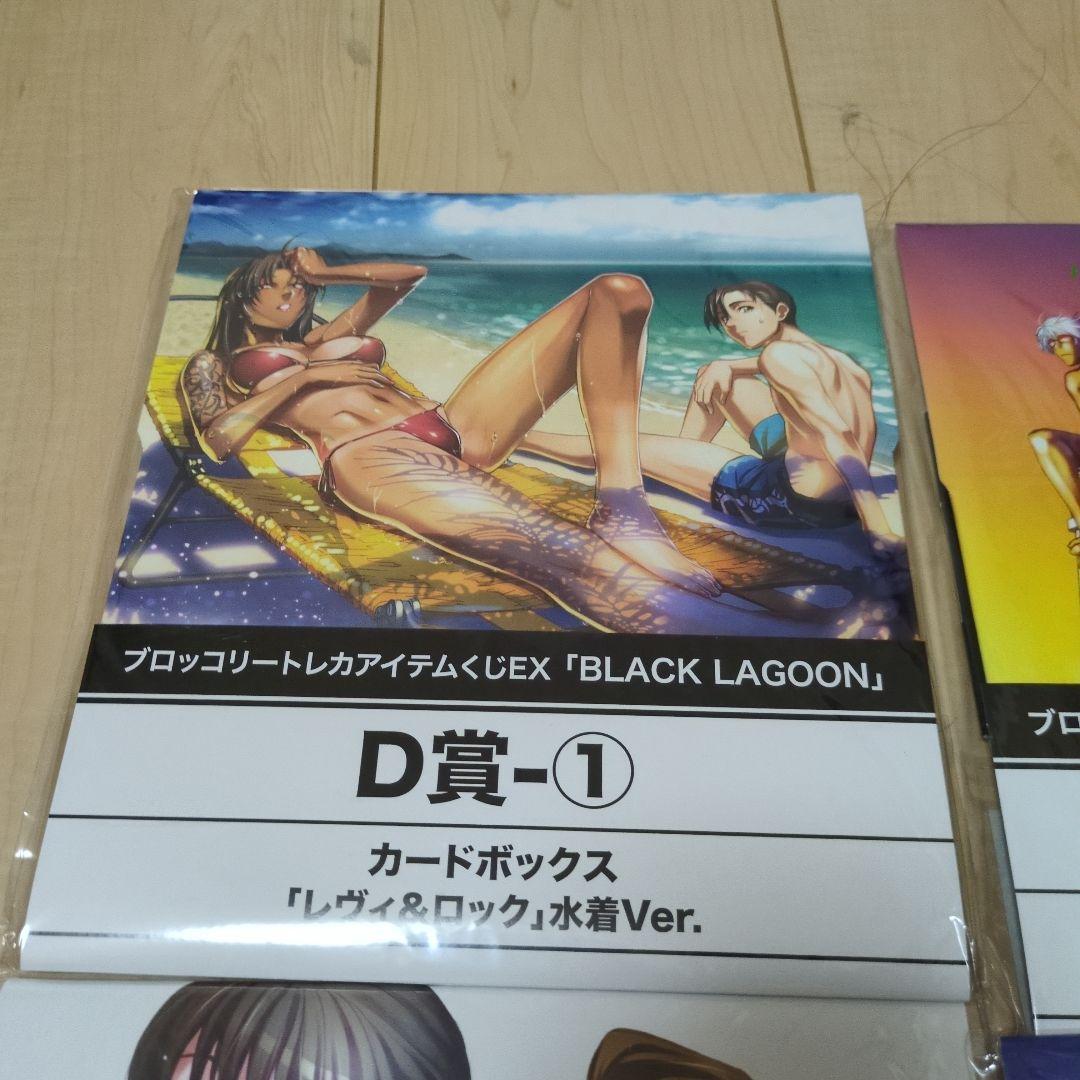 ブロッコリートレカアイテムくじEX「BLACK LAGOON」
D賞-①
カードボックス
「レヴィ&ロック」水着Ver.
ブロ